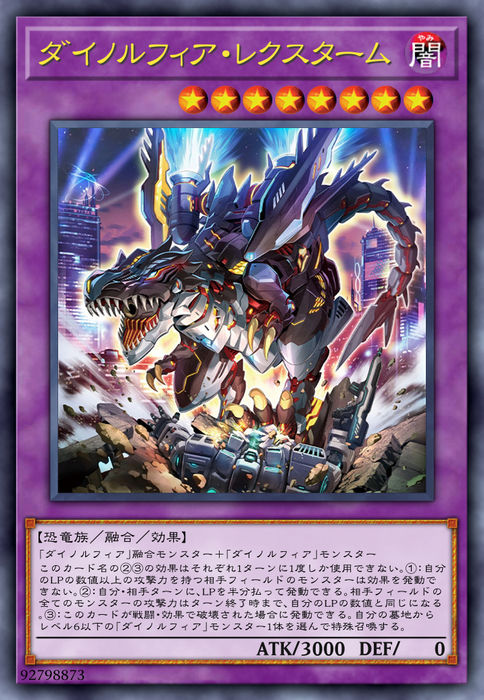 ダイノルフィア・レクスターム
闇
やみ
【恐竜族／融合／効果】
「ダイノルフィア」融合モンスター＋「ダイノルフィア」モンスター
このカード名の②③の効果はそれぞれ1ターンに1度しか使用できない。①：自分
のLPの数値以上の攻撃力を持つ相手フィールドのモンスターは効果を発動で
きない。②：自分・相手ターンに、LPを半分払って発動できる。相手フィールドの
全てのモンスターの攻撃力はターン終了時まで、自分のLPの数値と同じになる
。③：このカードが戦闘・効果で破壊された場合に発動できる。自分の墓地から
レベル6以下の「ダイノルフィア」モンスター1体を選んで特殊召喚する。
ATK/3000 DEF/ 0
92798873